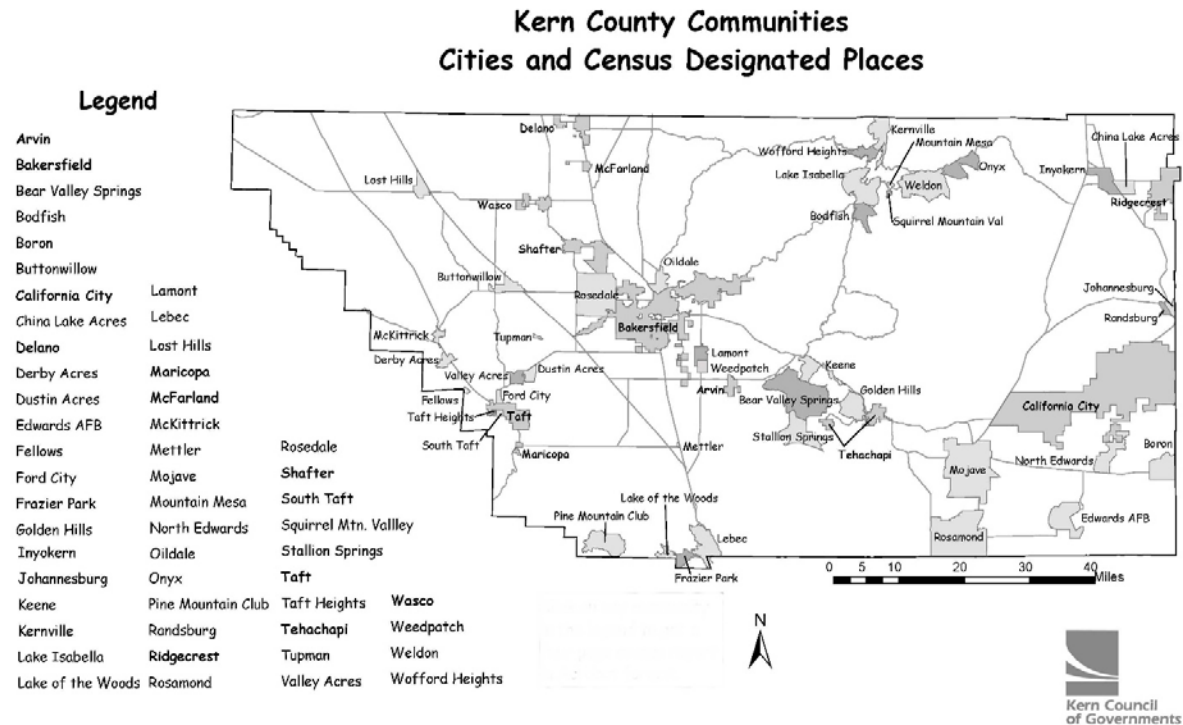 Kern County Communities
Cities and Census Designated Places
Legend
Arvin
Bakersfield
Bear Valley Springs
Bodfish
Boron
Buttonwillow
California City
China Lake Acres
Delano
Derby Acres
Dustin Acres
Edwards AFB
Fellows
Ford City
Frazier Park
Golden Hills
Inyokern
Johannesburg
Keene
Kernville
Lake Isabella
Lake of the Woods
Lamont
Lebec
Lost Hills
Maricopa
McFarland
McKittrick
Mettler
Mojave
Mountain Mesa
North Edwards
Oildale
Onyx
Pine Mountain Club
Randsburg
Ridgecrest
Rosamond
Rosedale
Shafter
South Taft
Squirrel Mtn. Vallley
Stallion Springs
Taft
Taft Heights
Tehachapi
Tupman
Valley Acres
Wasco
Weedpatch
Weldon
Wofford Heights
Delano
Kernville
Mountain Mesa
China Lake Acres
Wofford Heights
McFarland
Lost Hills
Lake Isabella
Onyx
Inyokern
Weldon
Wasco
Ridgecrest
Bodfish
Squirrel Mountain Val
Shafter
Oildale
Buttonwillow
Rosedale
Johannesburg
Randsburg
Bakersfield
McKittrick
Tupman
Lamont
Derby Acres
Weedpatch
Keene
Valley Acres
Dustin Acres
Arvin
Golden Hills
Fellows
Ford City
Bear Valley Springs
California City
Taft Heights
Taft
Stallion Springs
South Taft
Mettler
Tehachapi
Boron
Maricopa
North Edwards
Mojave
Lake of the Woods
Pine Mountain Club
Edwards AFB
Lebec
Rosamond
Frazier Park
0 5 10 20 30 40
Miles
N
Kern Council
of Governments